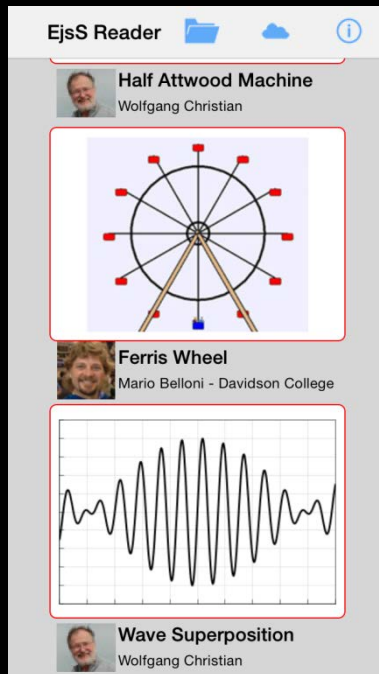 EjsS Reader
Half Attwood Machine
Wolfgang Christian
Ferris Wheel
Mario Belloni - Davidson College
Wave Superposition
Wolfgang Christian